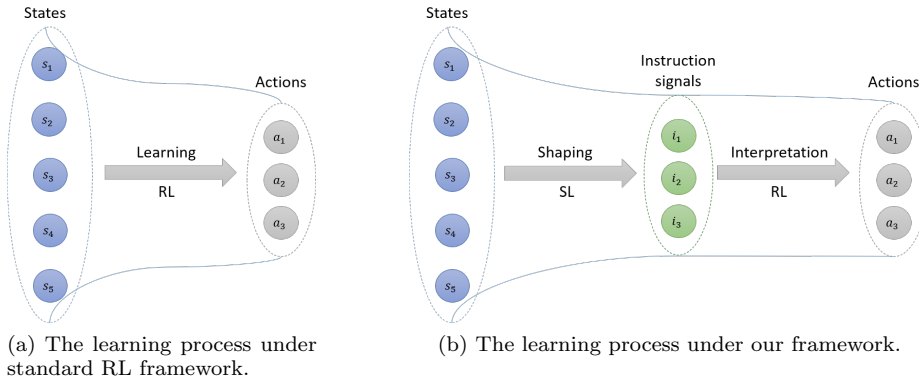 States
s1
s2
s3
s4
s5
Learning
RL
Actions
a1
a2
a3
(a) The learning process under
standard RL framework.
States
s1
s2
s3
s4
s5
Shaping
SL
Instruction
signals
i1
i2
i3
Interpretation
RL
Actions
a1
a2
a3
(b) The learning process under our framework.